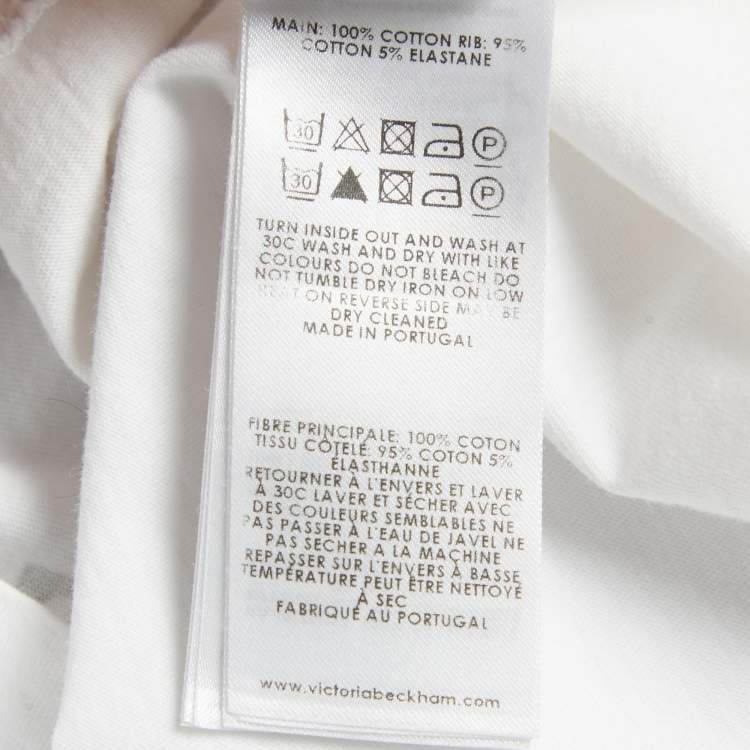 MAIN: 100% COTTON RIB: 95%
COTTON 5% ELASTANE
30 P
30 P
TURN INSIDE OUT AND WASH AT
30C WASH AND DRY WITH LIKE
COLOURS DO NOT BLEACH DO
NOT TUMBLE DRY IRON ON LOW
HEAT ON REVERSE SIDE MAY BE
DRY CLEANED
MADE IN PORTUGAL
FIBRE PRINCIPALE: 100% COTON
TISSU CÔTELÉ: 95% COTON 5%
ÉLASTHANNE
RETOURNER À L'ENVERS ET LAVER
À 30C LAVER ET SÉCHER AVEC
DES COULEURS SEMBLABLES NE
PAS PASSER À L'EAU DE JAVEL NE
PAS SECHER A LA MACHINE
REPASSER SUR L'ENVERS À BASSE
TEMPÉRATURE PEUT ÊTRE NETTOYÉ
À SEC
FABRIQUÉ AU PORTUGAL
www.victoriabeckham.com